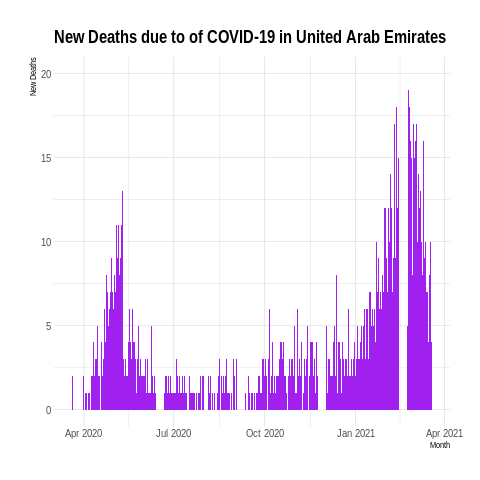 New Deaths due to of COVID-19 in United Arab Emirates
New Deaths
20
15
10
5
0
Apr 2020 Jul 2020 Oct 2020 Jan 2021 Apr 2021
Month